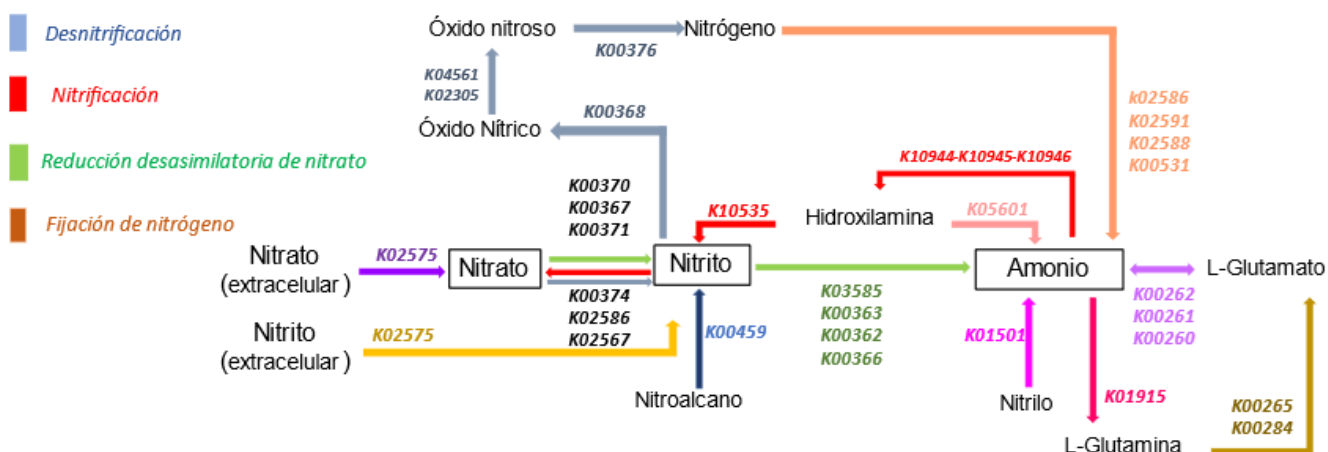 Desnitrificación
Nitrificación
Reducción desasimilatoria de nitrato
Fijación de nitrógeno
Óxido nitroso
K00376
Nitrógeno
K04561
K02305
Óxido Nítrico
K00368
k02586
K02591
K02588
K00531
K10944-K10945-K10946
K00370
K00367
K00371
K10535
Hidroxilamina
K05601
Nitrato
(extracelular)
K02575
Nitrato
Nitrito
Amonio
L-Glutamato
K00374
K02586
K02567
K03585
K00363
K00362
K00366
K00262
K00261
K00260
Nitrito
(extracelular)
K02575
K00459
K01501
Nitroalcano
Nitrilo
K01915
K00265
K00284
L-Glutamina